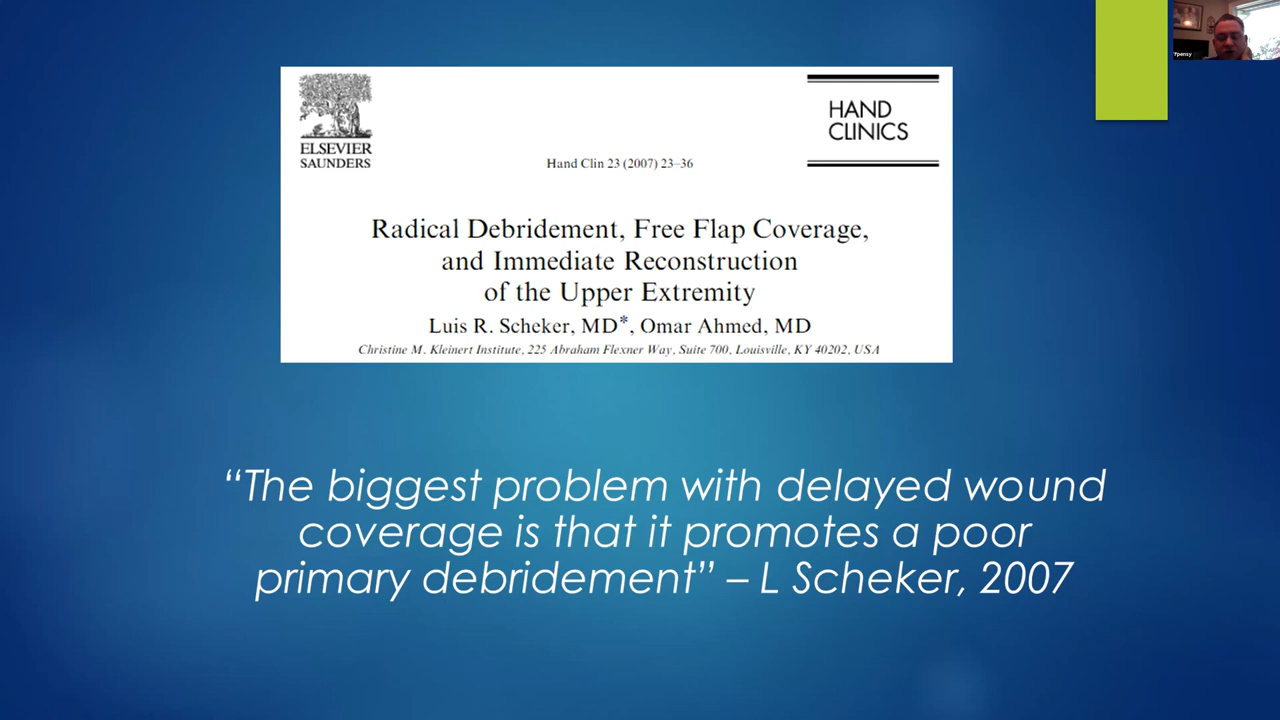 ELSEVIER
SAUNDERS
HAND
CLINICS
Hand Clin 23 (2007) 23–36
Radical Debridement, Free Flap Coverage,
and Immediate Reconstruction
of the Upper Extremity
Luis R. Scheker, MD*, Omar Ahmed, MD
Christine M. Kleinert Institute, 225 Abraham Flexner Way, Suite 700, Louisville, KY 40202, USA
“The biggest problem with delayed wound
coverage is that it promotes a poor
primary debridement” – L Scheker, 2007